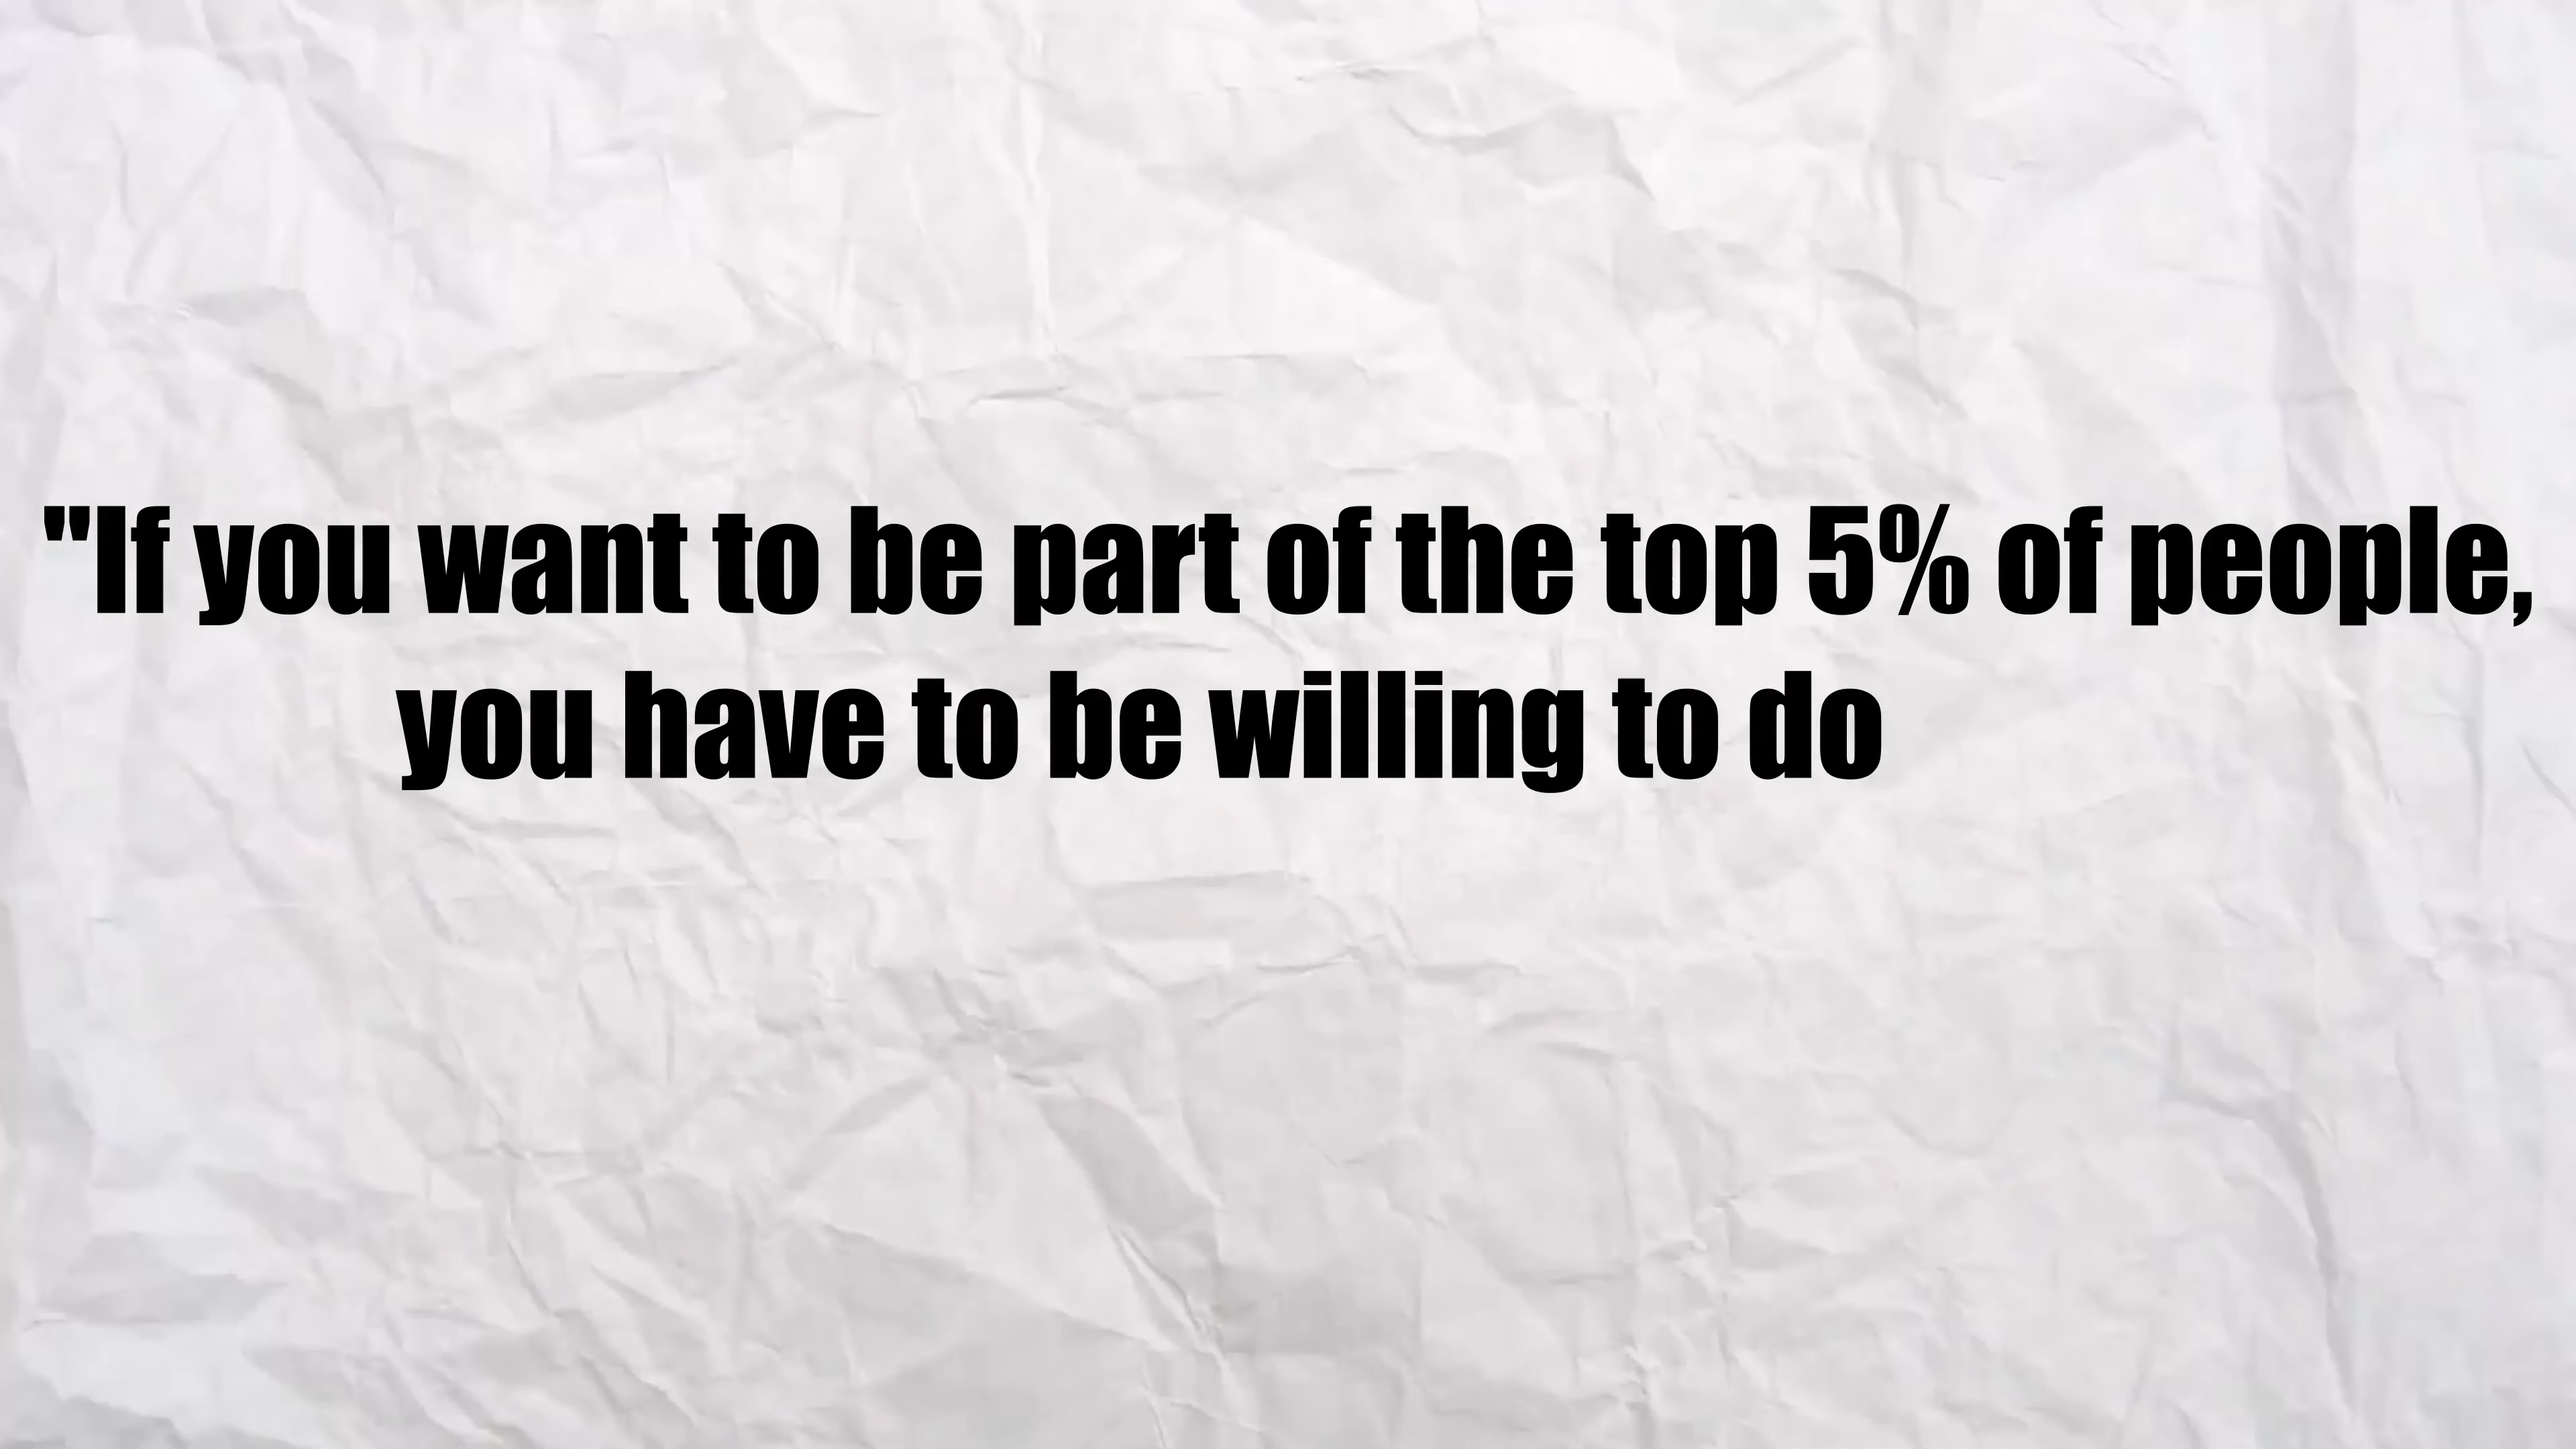 "If you want to be part of the top 5% of people,
you have to be willing to do